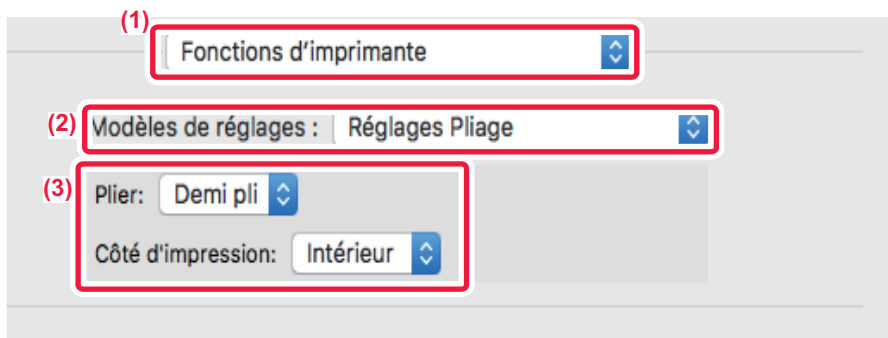 (1)
Fonctions d’imprimante
(2) Modèles de réglages : Réglages Pliage
(3)
Plier: Demi pli
Côté d'impression: Intérieur